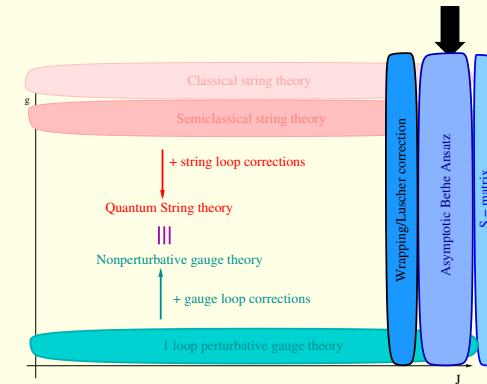 Classical string theory
Semiclassical string theory
+ string loop corrections
Quantum String theory
Nonperturbative gauge theory
+ gauge loop corrections
1 loop perturbative gauge theory
J
Wrapping/Luscher correction
Asymptotic Bethe Ansatz
S − matrix